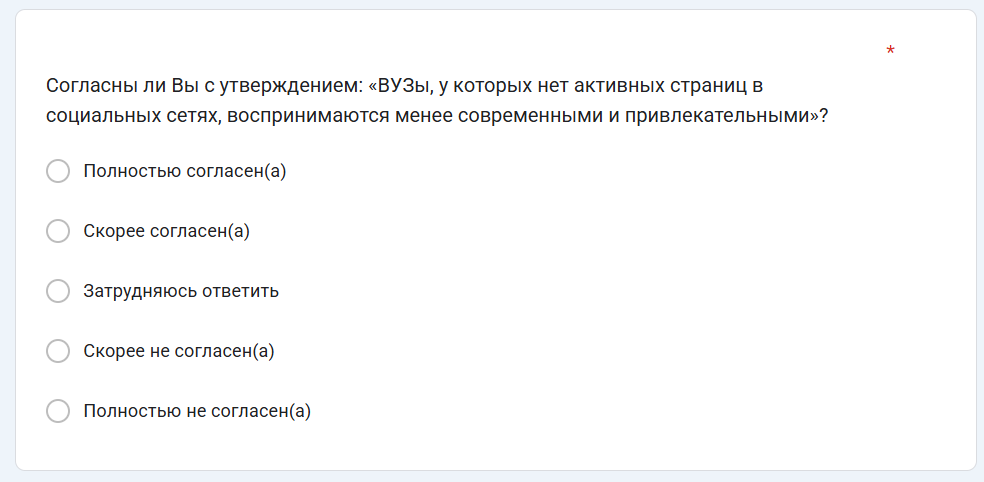 *
Согласны ли Вы с утверждением: «ВУЗы, у которых нет активных страниц в
социальных сетях, воспринимаются менее современными и привлекательными»?
Полностью согласен(а)
Скорее согласен(а)
Затрудняюсь ответить
Скорее не согласен(а)
Полностью не согласен(а)